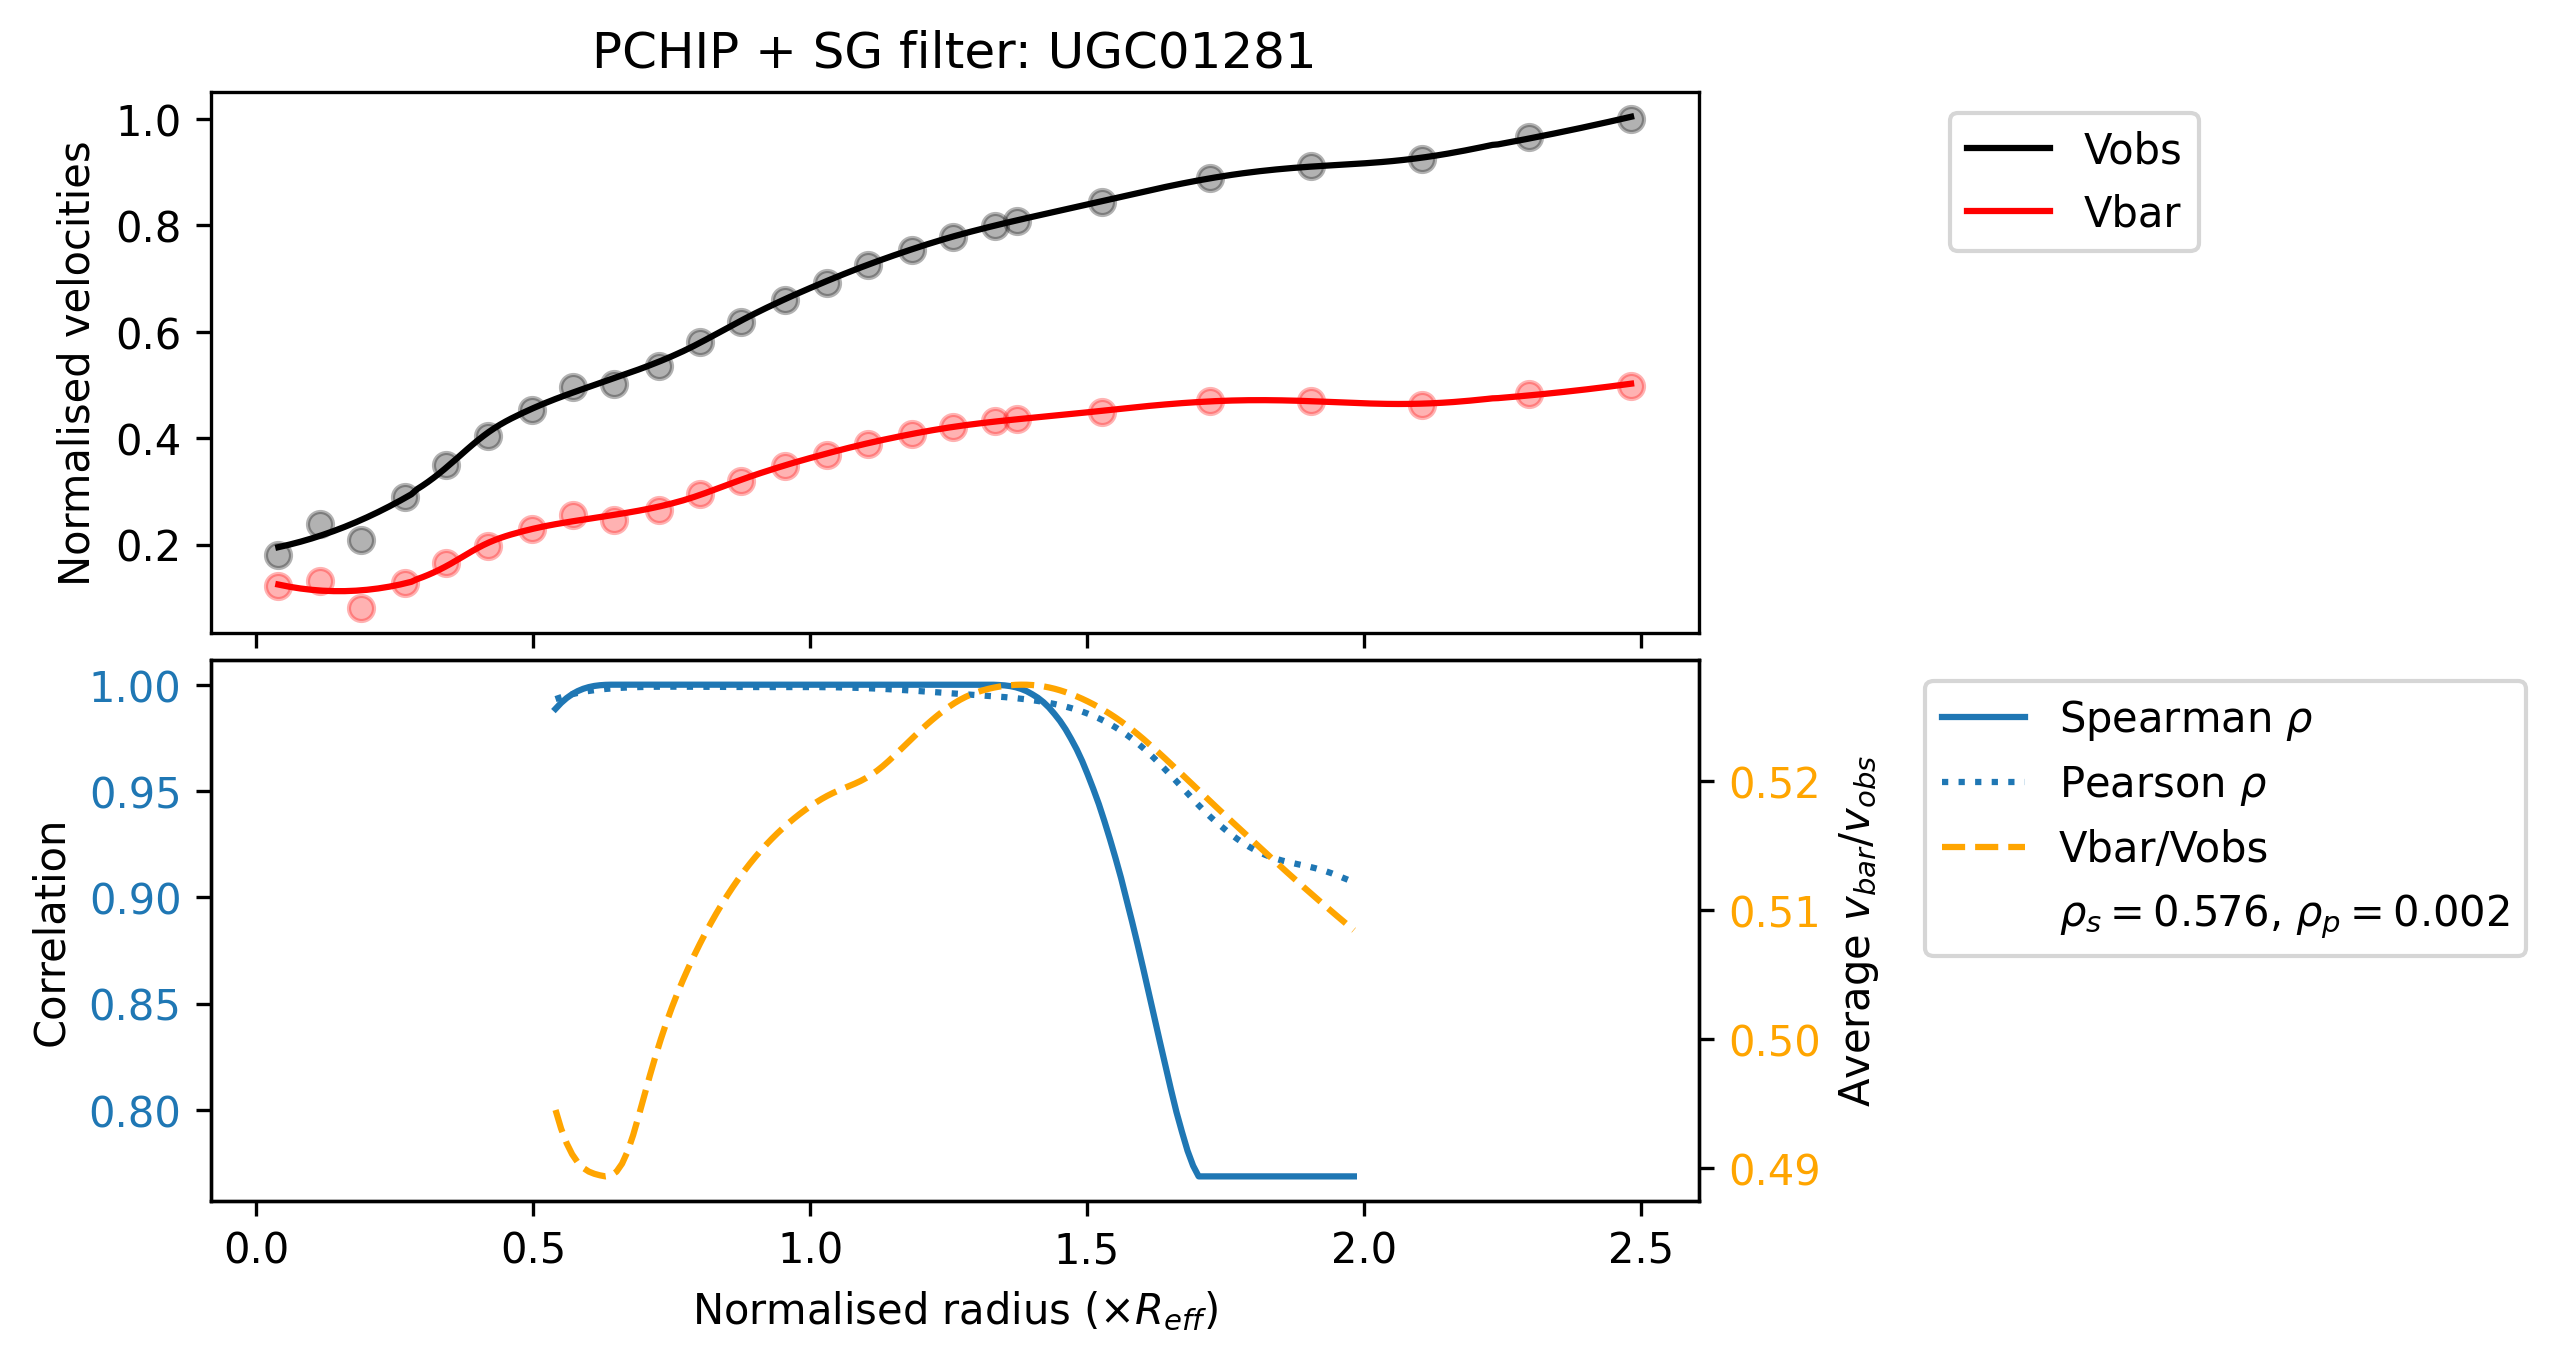 PCHIP + SG filter: UGC01281
Normalised velocities
1.0
0.8
0.6
0.4
0.2
Vobs
Vbar
Correlation
1.00
0.95
0.90
0.85
0.80
0.52
0.51
0.50
0.49
Average v_bar/v_obs
Spearman ρ
Pearson ρ
Vbar/Vobs
ρ_s = 0.576, ρ_p = 0.002
0.0 0.5 1.0 1.5 2.0 2.5
Normalised radius (×R_eff)